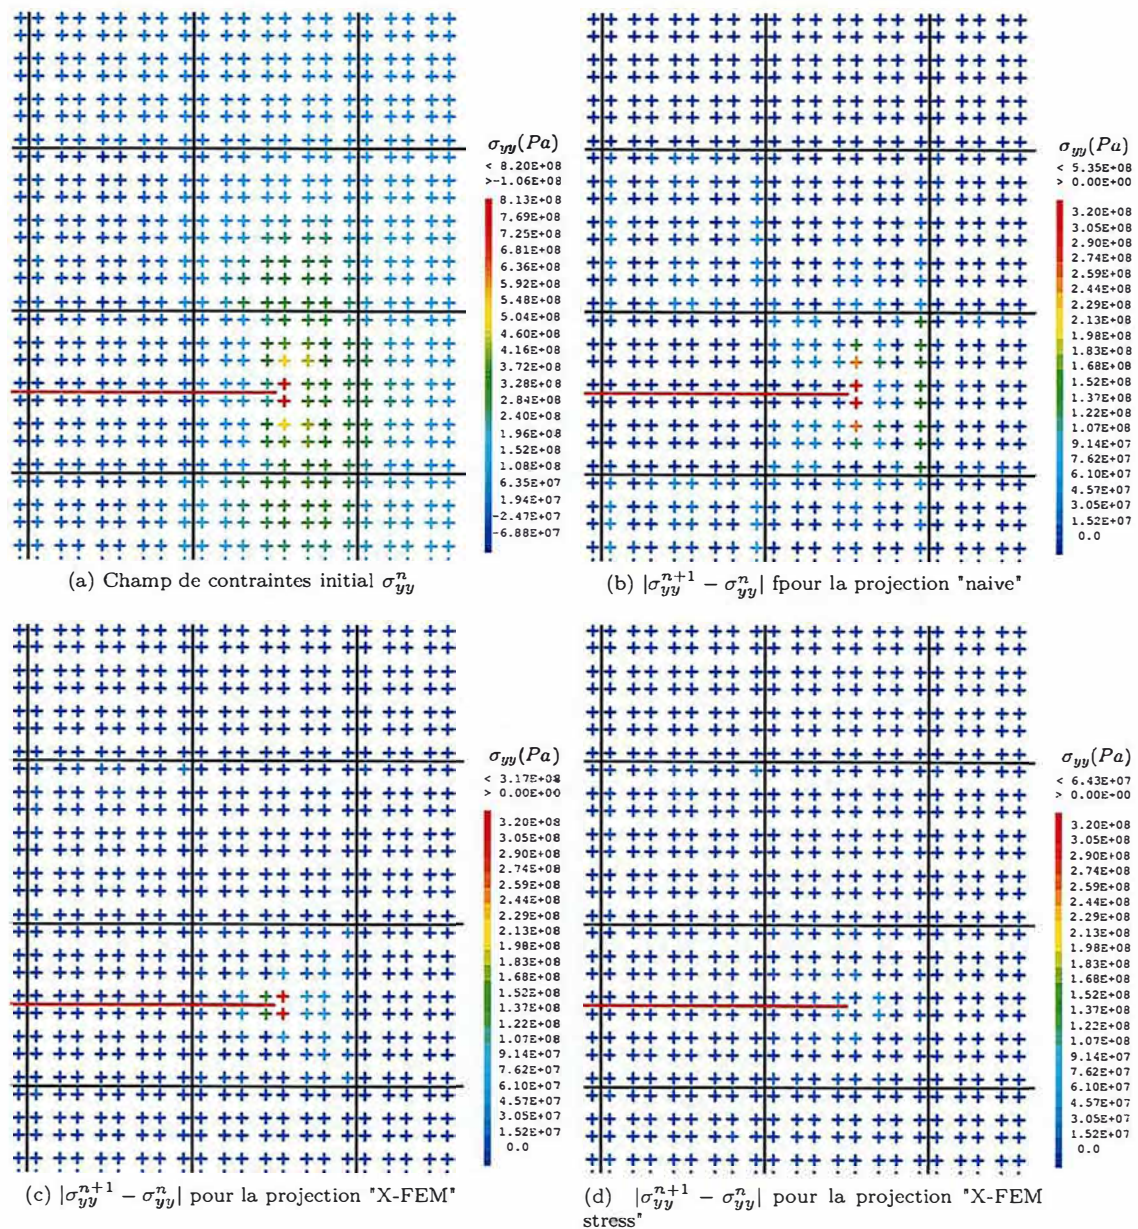 σyy(Pa)
< 8.20E+08
>-1.06E+08
8.13E+08
7.69E+08
7.25E+08
6.81E+08
6.36E+08
5.92E+08
5.48E+08
5.04E+08
4.60E+08
4.16E+08
3.72E+08
3.28E+08
2.84E+08
2.40E+08
1.96E+08
1.52E+08
1.08E+08
6.35E+07
1.94E+07
-2.47E+07
-6.88E+07
(a) Champ de contraintes initial σⁿyy
σyy(Pa)
< 5.35E+08
> 0.00E+00
3.20E+08
3.05E+08
2.90E+08
2.74E+08
2.59E+08
2.44E+08
2.29E+08
2.13E+08
1.98E+08
1.83E+08
1.68E+08
1.52E+08
1.37E+08
1.22E+08
1.07E+08
9.14E+07
7.62E+07
6.10E+07
4.57E+07
3.05E+07
1.52E+07
0.0
(b) |σⁿ⁺¹yy − σⁿyy| fpour la projection "naive"
σyy(Pa)
< 3.17E+08
> 0.00E+00
3.20E+08
3.05E+08
2.90E+08
2.74E+08
2.59E+08
2.44E+08
2.29E+08
2.13E+08
1.98E+08
1.83E+08
1.68E+08
1.52E+08
1.37E+08
1.22E+08
1.07E+08
9.14E+07
7.62E+07
6.10E+07
4.57E+07
3.05E+07
1.52E+07
0.0
(c) |σⁿ⁺¹yy − σⁿyy| pour la projection "X-FEM"
σyy(Pa)
< 6.43E+07
> 0.00E+00
3.20E+08
3.05E+08
2.90E+08
2.74E+08
2.59E+08
2.44E+08
2.29E+08
2.13E+08
1.98E+08
1.83E+08
1.68E+08
1.52E+08
1.37E+08
1.22E+08
1.07E+08
9.14E+07
7.62E+07
6.10E+07
4.57E+07
3.05E+07
1.52E+07
0.0
(d) |σⁿ⁺¹yy − σⁿyy| pour la projection "X-FEM
stress"